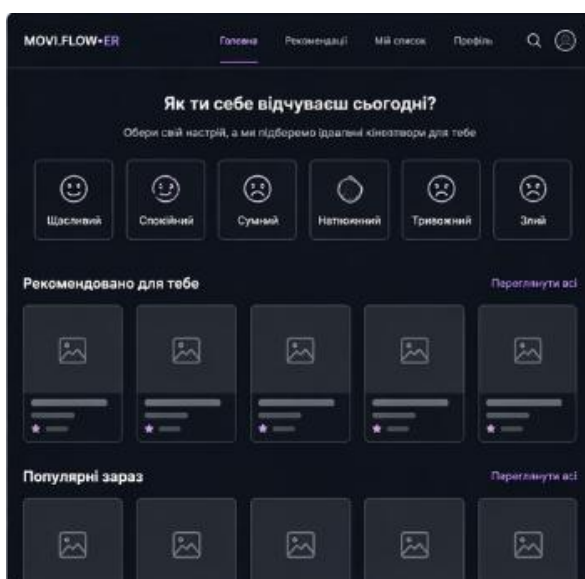 MOVI.FLOW•ER
Головна Рекомендації Мій список Профіль
Як ти себе відчуваєш сьогодні?
Обери свій настрій, а ми підберемо ідеальні кінотвори для тебе
Щасливий Спокійний Сумний Натхненний Тривожний Злий
Рекомендовано для тебе Переглянути всі
Популярні зараз Переглянути всі